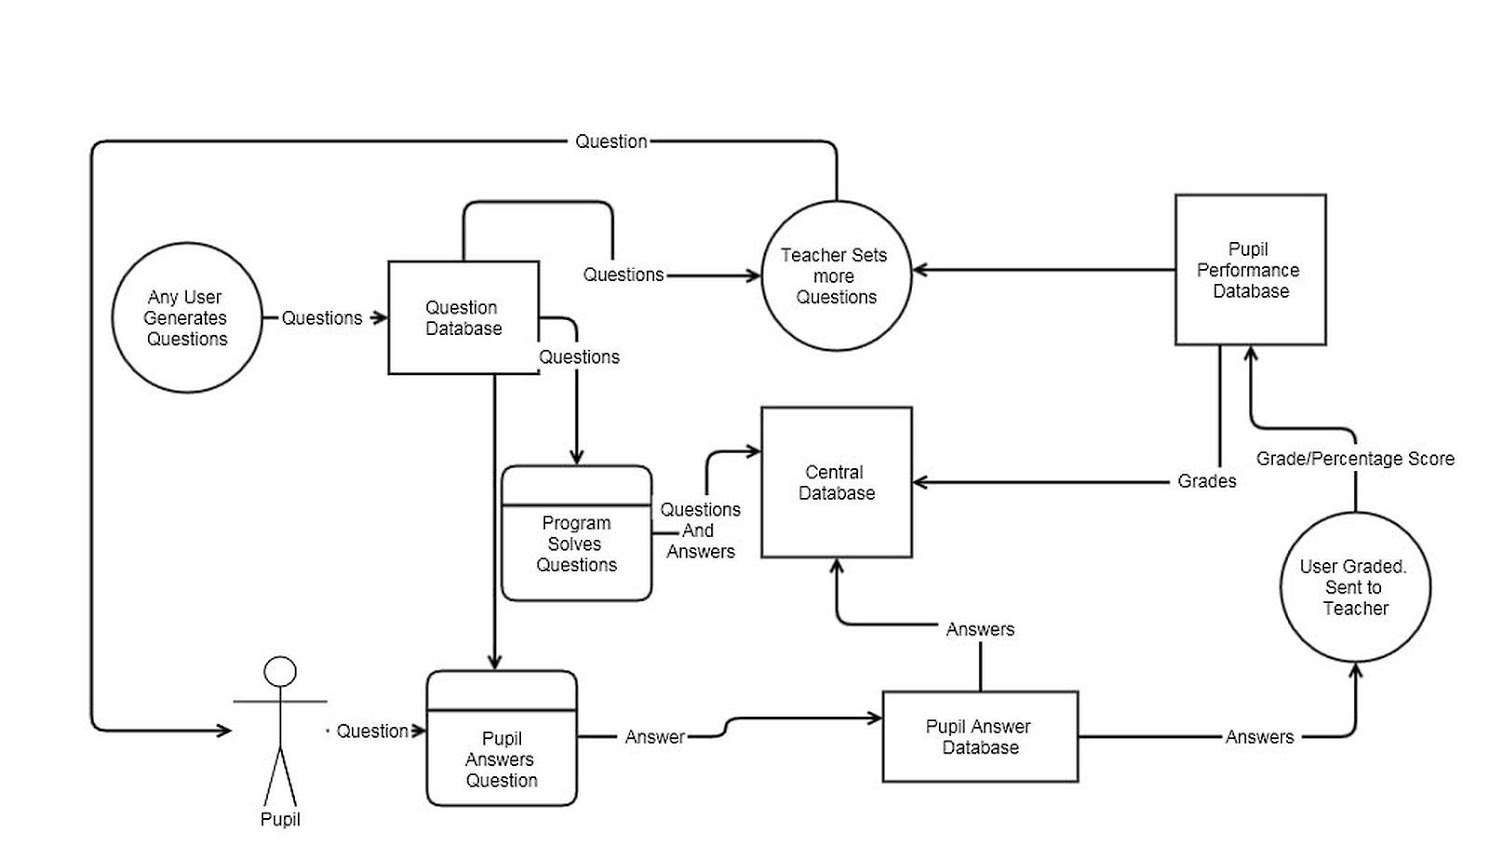 Question
Teacher Sets
more
Questions
Pupil
Performance
Database
Questions
Any User
Generates
Questions
Questions
Question
Database
Questions
Central
Database
Grade/Percentage Score
Grades
Questions
And
Answers
Program
Solves
Questions
User Graded.
Sent to
Teacher
Answers
Question
Pupil
Answers
Question
Answer
Pupil Answer
Database
Answers
Pupil